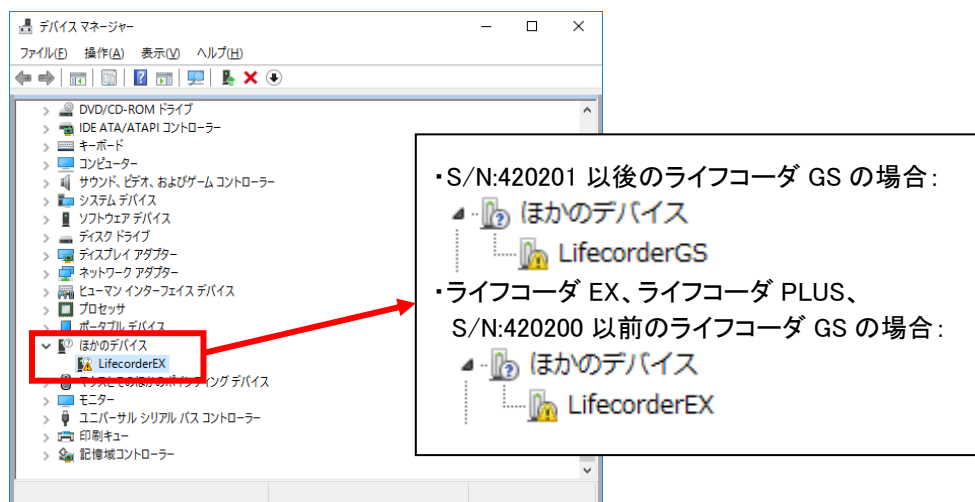 デバイス マネージャー
ファイル(F) 操作(A) 表示(V) ヘルプ(H)
DVD/CD-ROM ドライブ
IDE ATA/ATAPI コントローラー
キーボード
コンピューター
サウンド、ビデオ、およびゲーム コントローラー
システム デバイス
ソフトウェア デバイス
ディスク ドライブ
ディスプレイ アダプター
ネットワーク アダプター
ヒューマン インターフェイス デバイス
プロセッサ
ポータブル デバイス
ほかのデバイス
LifecorderEX
マウスとそのほかのポインティング デバイス
モニター
ユニバーサル シリアル バス コントローラー
印刷キュー
記憶域コントローラー
・S/N:420201 以後のライフコーダ GS の場合:
ほかのデバイス
LifecorderGS
・ライフコーダ EX、ライフコーダ PLUS、
S/N:420200 以前のライフコーダ GS の場合:
ほかのデバイス
LifecorderEX